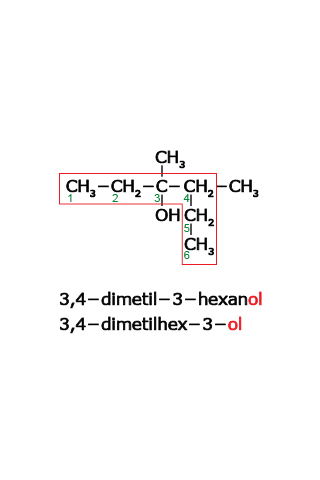 CH₃
CH₃–CH₂–C–CH₂–CH₃
1 2 3 4
OH CH₂
5
CH₃
6
3,4–dimetil–3–hexanol
3,4–dimetilhex–3–ol